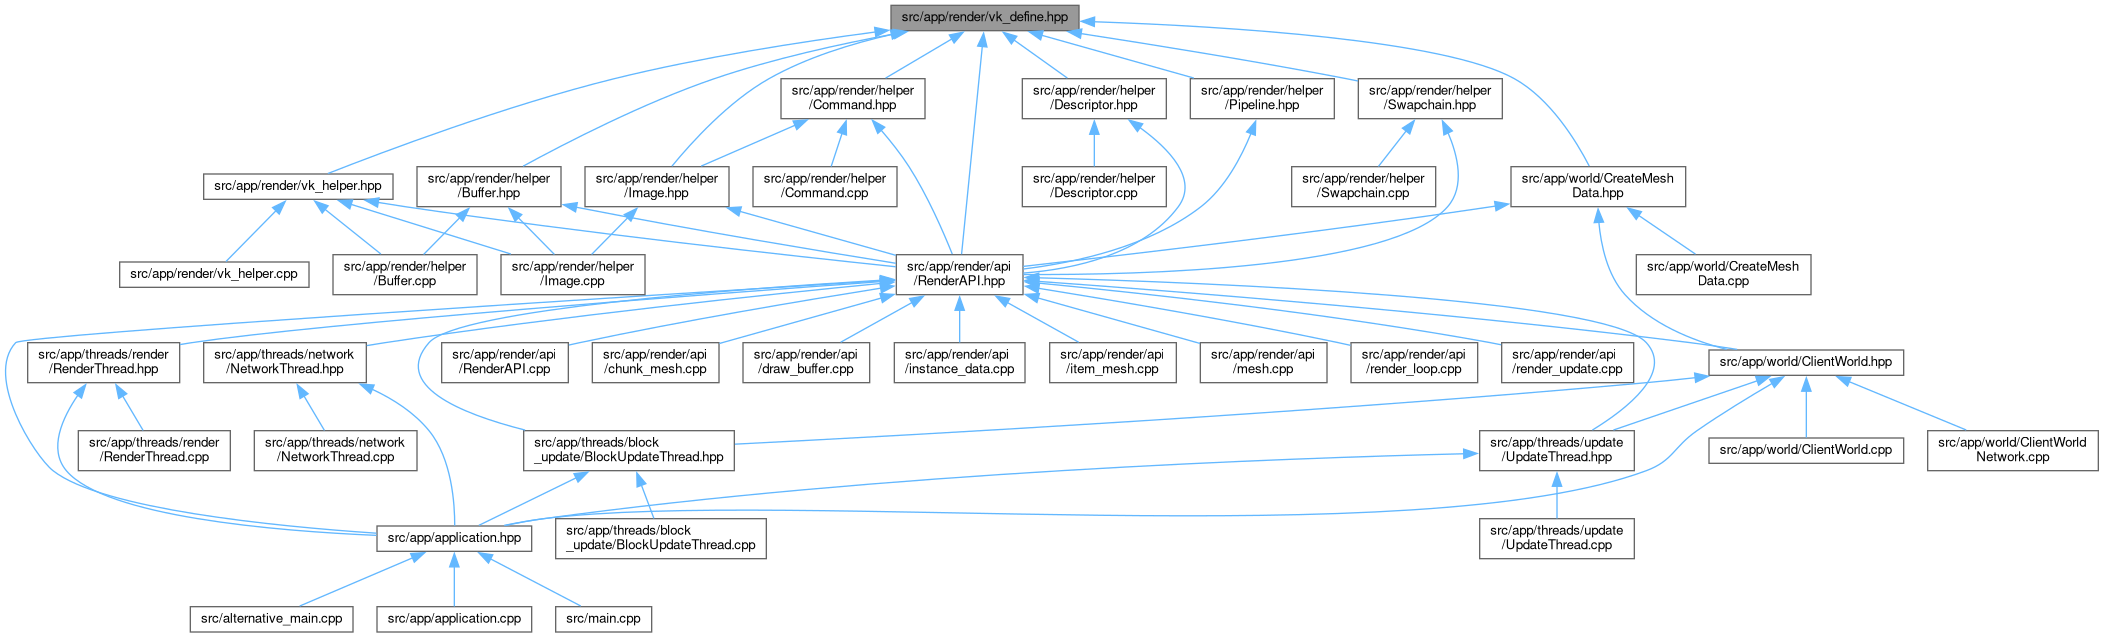 src/app/render/vk_define.hpp
src/app/render/helper
/Command.hpp
src/app/render/helper
/Descriptor.hpp
src/app/render/helper
/Pipeline.hpp
src/app/render/helper
/Swapchain.hpp
src/app/render/vk_helper.hpp
src/app/render/helper
/Buffer.hpp
src/app/render/helper
/Image.hpp
src/app/render/helper
/Command.cpp
src/app/render/helper
/Descriptor.cpp
src/app/render/helper
/Swapchain.cpp
src/app/world/CreateMesh
Data.hpp
src/app/render/vk_helper.cpp
src/app/render/helper
/Buffer.cpp
src/app/render/helper
/Image.cpp
src/app/render/api
/RenderAPI.hpp
src/app/world/CreateMesh
Data.cpp
src/app/threads/render
/RenderThread.hpp
src/app/threads/network
/NetworkThread.hpp
src/app/render/api
/RenderAPI.cpp
src/app/render/api
/chunk_mesh.cpp
src/app/render/api
/draw_buffer.cpp
src/app/render/api
/instance_data.cpp
src/app/render/api
/item_mesh.cpp
src/app/render/api
/mesh.cpp
src/app/render/api
/render_loop.cpp
src/app/render/api
/render_update.cpp
src/app/world/ClientWorld.hpp
src/app/threads/render
/RenderThread.cpp
src/app/threads/network
/NetworkThread.cpp
src/app/threads/block
_update/BlockUpdateThread.hpp
src/app/threads/update
/UpdateThread.hpp
src/app/world/ClientWorld.cpp
src/app/world/ClientWorld
Network.cpp
src/app/application.hpp
src/app/threads/block
_update/BlockUpdateThread.cpp
src/app/threads/update
/UpdateThread.cpp
src/alternative_main.cpp
src/app/application.cpp
src/main.cpp